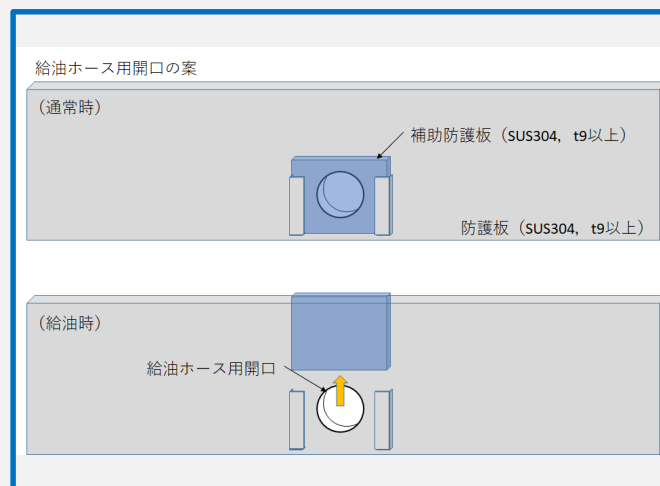 給油ホース用開口の案
（通常時）
補助防護板（SUS304，t9以上）
防護板（SUS304，t9以上）
（給油時）
給油ホース用開口